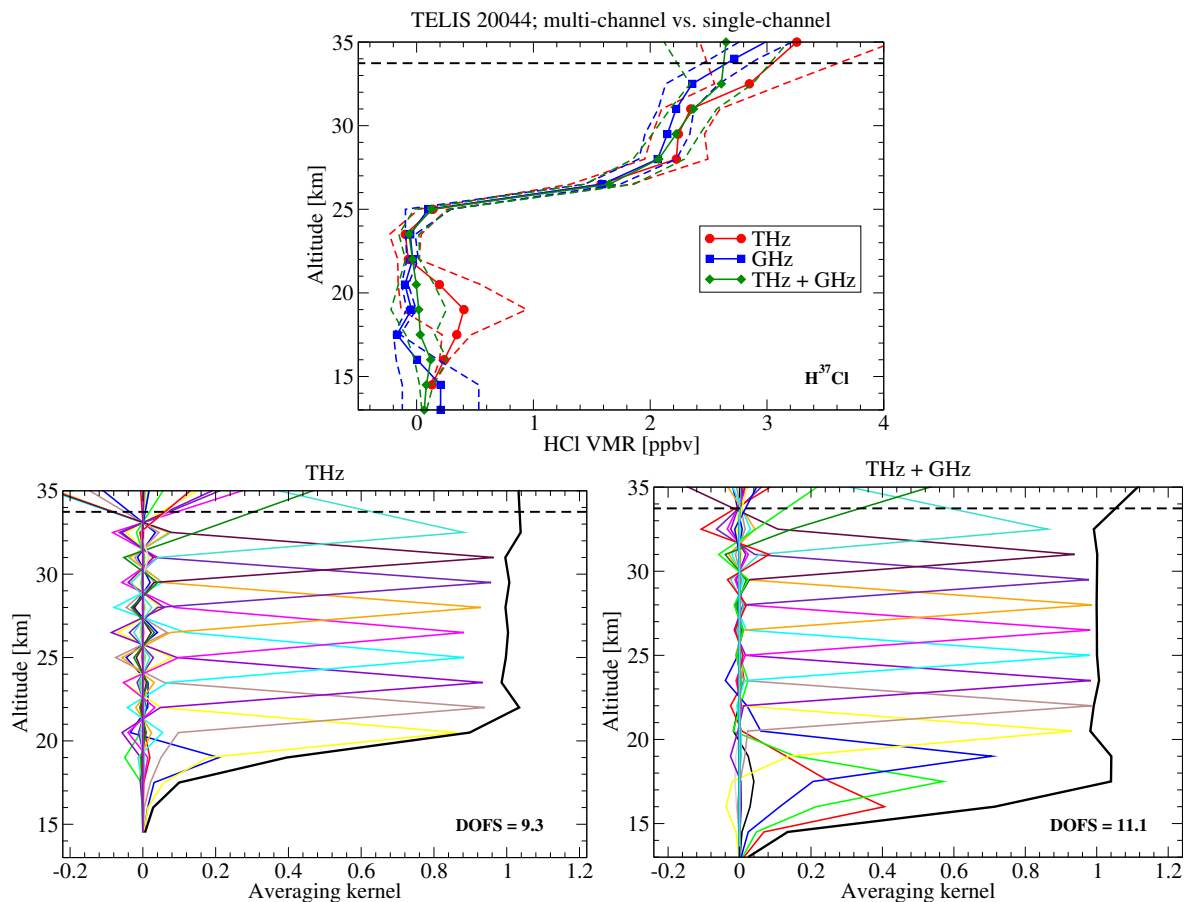 TELIS 20044; multi-channel vs. single-channel
35
30
25
20
15
Altitude [km]
THz
GHz
THz + GHz
H³⁷Cl
0 1 2 3 4
HCl VMR [ppbv]
THz
35
30
25
20
15
Altitude [km]
DOFS = 9.3
-0.2 0 0.2 0.4 0.6 0.8 1 1.2
Averaging kernel
THz + GHz
35
30
25
20
15
Altitude [km]
DOFS = 11.1
-0.2 0 0.2 0.4 0.6 0.8 1 1.2
Averaging kernel